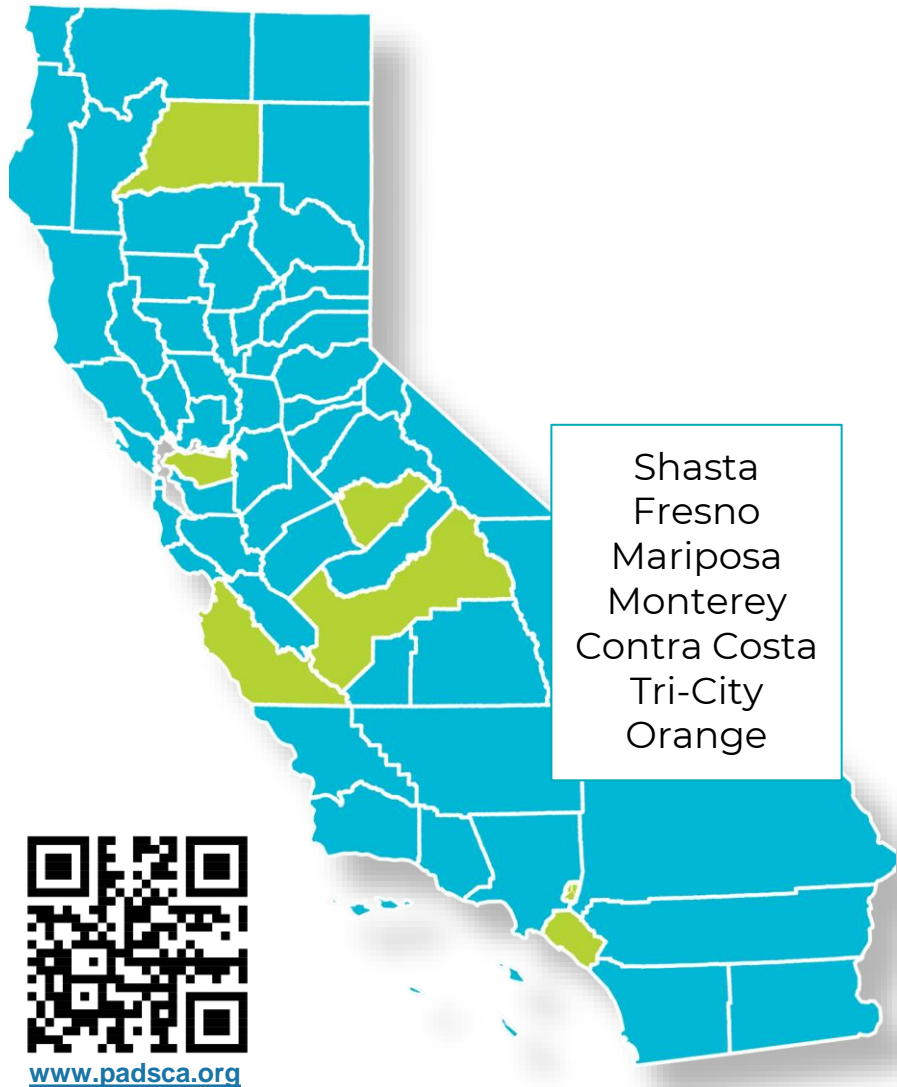 Shasta
Fresno
Mariposa
Monterey
Contra Costa
Tri-City
Orange
www.padsca.org